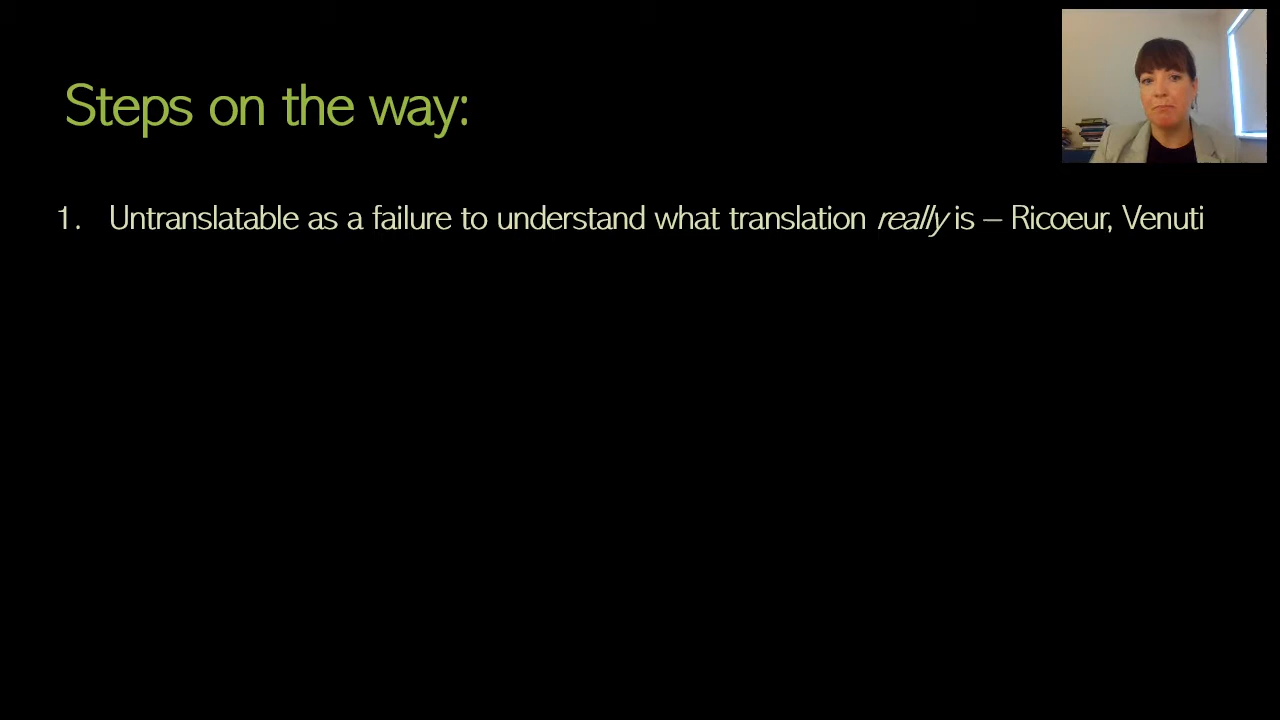 Steps on the way:
1. Untranslatable as a failure to understand what translation really is – Ricoeur, Venuti